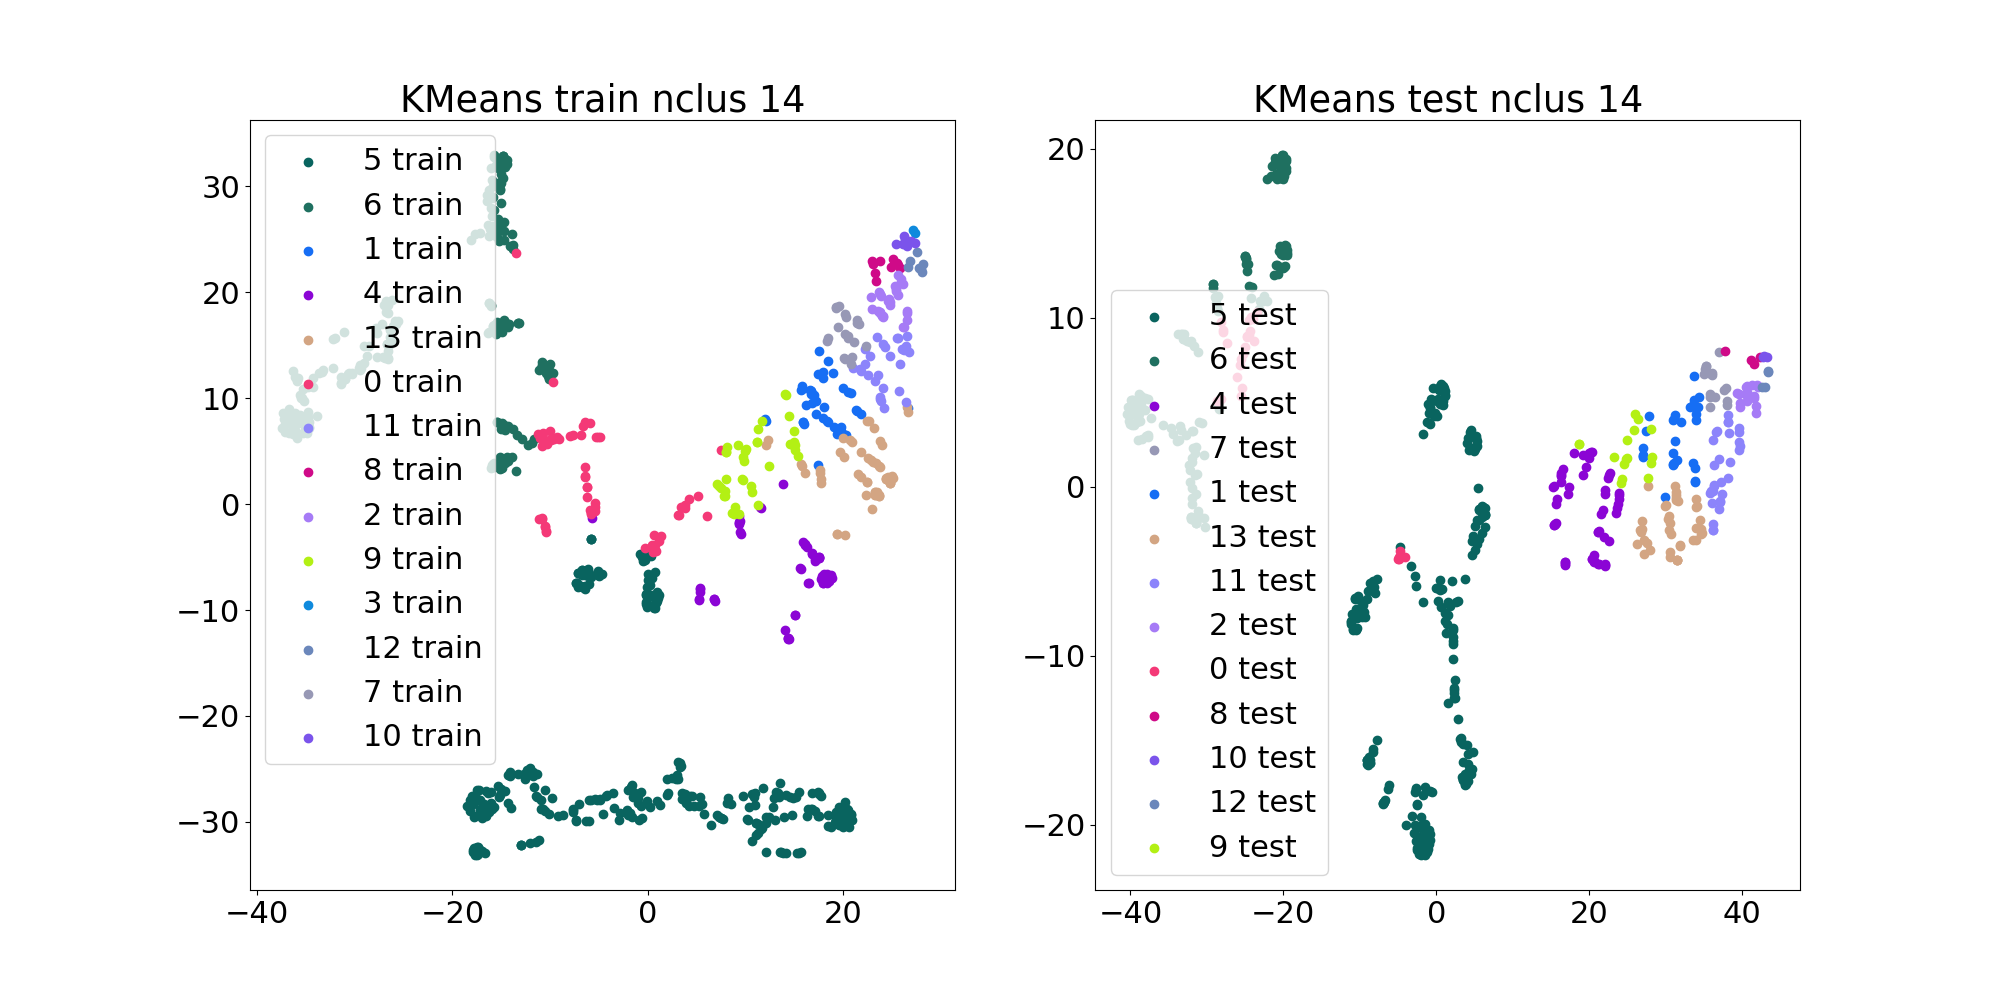 KMeans train nclus 14
30
20
10
0
−10
−20
−30
−40
−20
0
20
5 train
6 train
1 train
4 train
13 train
0 train
11 train
8 train
2 train
9 train
3 train
12 train
7 train
10 train
KMeans test nclus 14
20
10
0
−10
−20
−40
−20
0
20
40
5 test
6 test
4 test
7 test
1 test
13 test
11 test
2 test
0 test
8 test
10 test
12 test
9 test